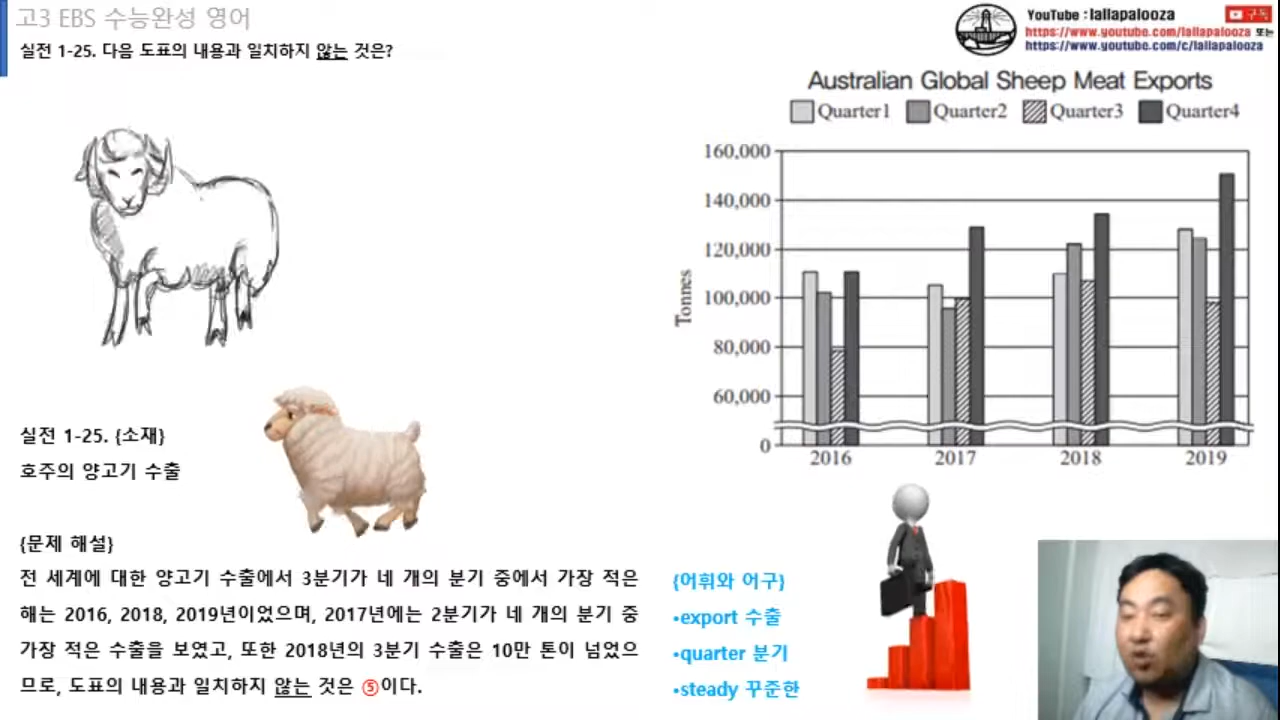 고3 EBS 수능완성 영어
실전 1-25. 다음 도표의 내용과 일치하지 않는 것은?
YouTube : lallapalooza
구독
https://www.youtube.com/lallapalooza 또는
https://www.youtube.com/c/lallapalooza
Australian Global Sheep Meat Exports
Quarter1 Quarter2 Quarter3 Quarter4
160,000
140,000
120,000
100,000
80,000
60,000
0
Tonnes
2016 2017 2018 2019
실전 1-25. {소재}
호주의 양고기 수출
{문제 해설}
전 세계에 대한 양고기 수출에서 3분기가 네 개의 분기 중에서 가장 적은
해는 2016, 2018, 2019년이었으며, 2017년에는 2분기가 네 개의 분기 중
가장 적은 수출을 보였고, 또한 2018년의 3분기 수출은 10만 톤이 넘었으
므로, 도표의 내용과 일치하지 않는 것은 ⑤이다.
{어휘와 어구}
•export 수출
•quarter 분기
•steady 꾸준한